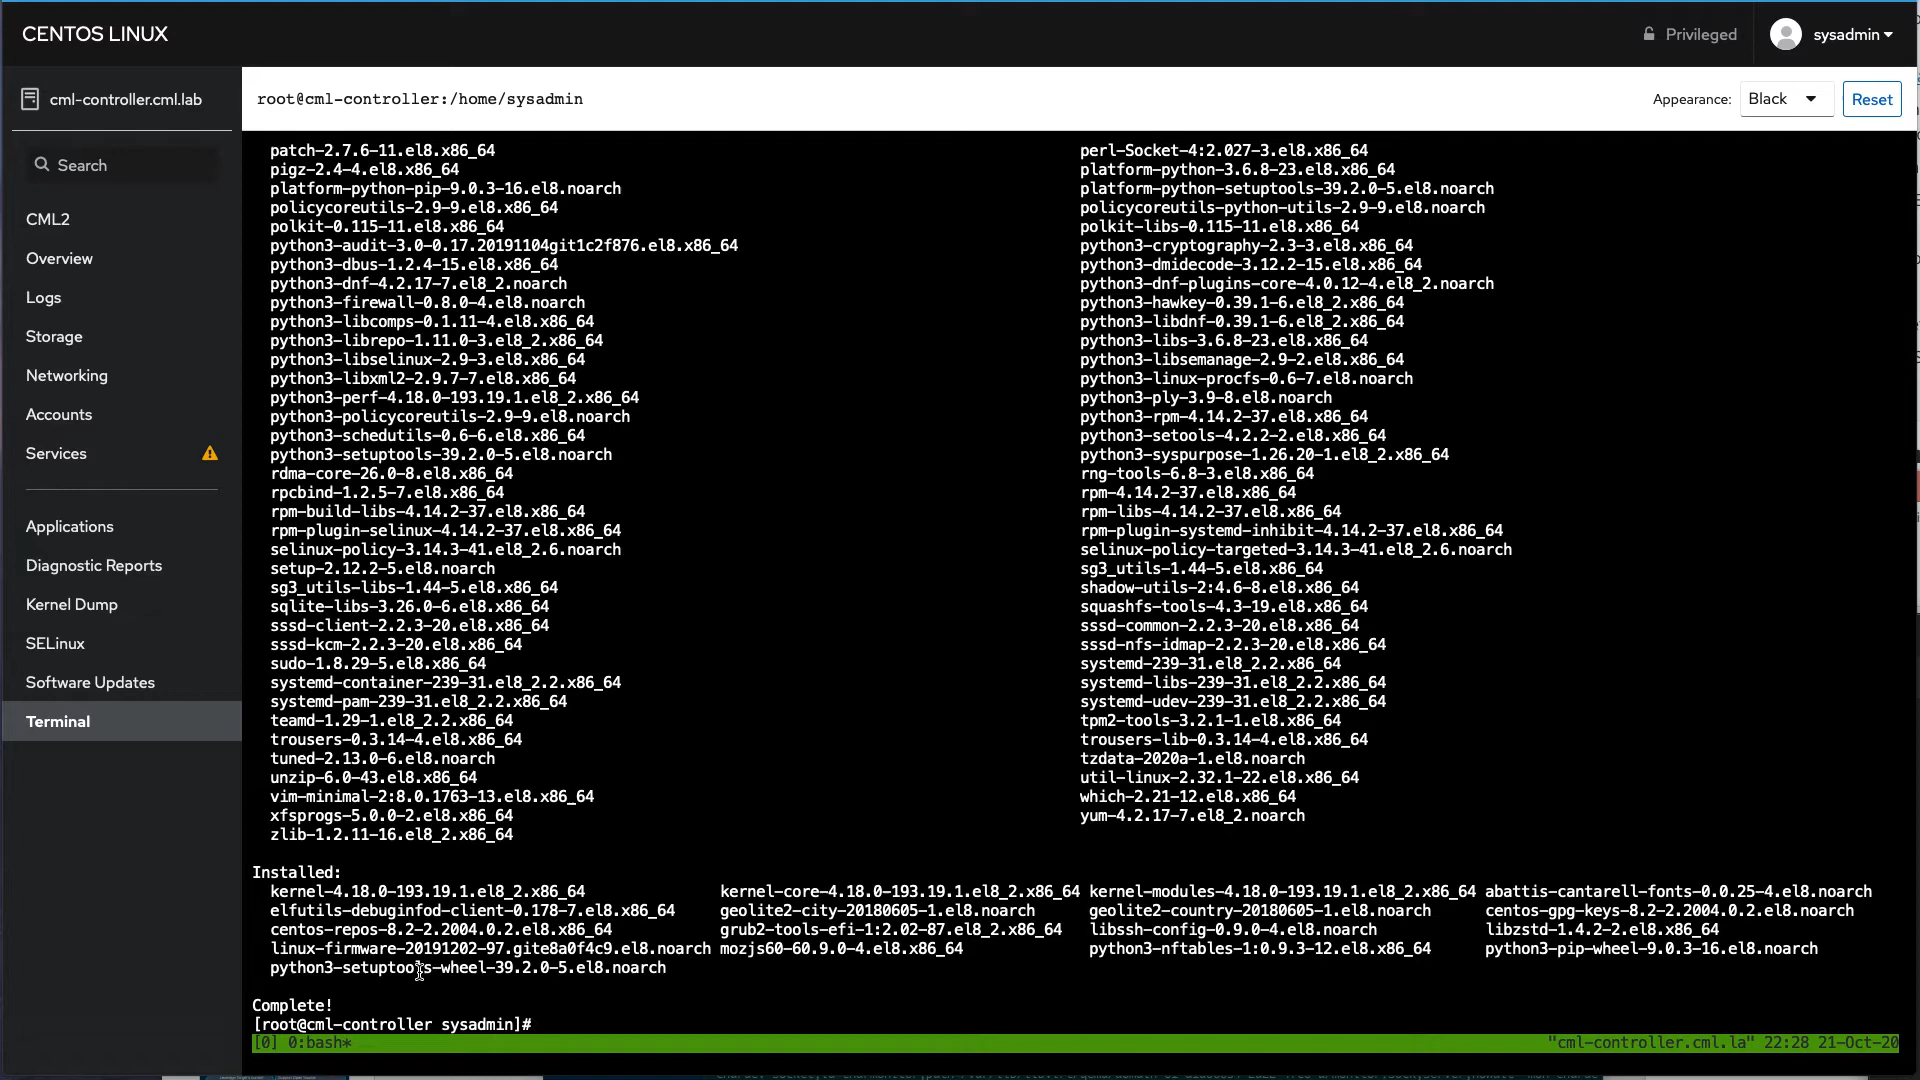 CENTOS LINUX
Privileged
sysadmin
cml-controller.cml.lab
root@cml-controller:/home/sysadmin
Appearance:
Black
Reset
Search
CML2
Overview
Logs
Storage
Networking
Accounts
Services
Applications
Diagnostic Reports
Kernel Dump
SELinux
Software Updates
Terminal
patch-2.7.6-11.el8.x86_64 perl-Socket-4:2.027-3.el8.x86_64
pigz-2.4-4.el8.x86_64 platform-python-3.6.8-23.el8.x86_64
platform-python-pip-9.0.3-16.el8.noarch platform-python-setuptools-39.2.0-5.el8.noarch
policycoreutils-2.9-9.el8.x86_64 policycoreutils-python-utils-2.9-9.el8.noarch
polkit-0.115-11.el8.x86_64 polkit-libs-0.115-11.el8.x86_64
python3-audit-3.0-0.17.20191104git1c2f876.el8.x86_64 python3-cryptography-2.3-3.el8.x86_64
python3-dbus-1.2.4-15.el8.x86_64 python3-dmidecode-3.12.2-15.el8.x86_64
python3-dnf-4.2.17-7.el8_2.noarch python3-dnf-plugins-core-4.0.12-4.el8_2.noarch
python3-firewall-0.8.0-4.el8.noarch python3-hawkey-0.39.1-6.el8_2.x86_64
python3-libcomps-0.1.11-4.el8.x86_64 python3-libdnf-0.39.1-6.el8_2.x86_64
python3-librepo-1.11.0-3.el8_2.x86_64 python3-libs-3.6.8-23.el8.x86_64
python3-libselinux-2.9-3.el8.x86_64 python3-libsemanage-2.9-2.el8.x86_64
python3-libxml2-2.9.7-7.el8.x86_64 python3-linux-procfs-0.6-7.el8.noarch
python3-perf-4.18.0-193.19.1.el8_2.x86_64 python3-ply-3.9-8.el8.noarch
python3-policycoreutils-2.9-9.el8.noarch python3-rpm-4.14.2-37.el8.x86_64
python3-schedutils-0.6-6.el8.x86_64 python3-setools-4.2.2-2.el8.x86_64
python3-setuptools-39.2.0-5.el8.noarch python3-syspurpose-1.26.20-1.el8_2.x86_64
rdma-core-26.0-8.el8.x86_64 rng-tools-6.8-3.el8.x86_64
rpcbind-1.2.5-7.el8.x86_64 rpm-4.14.2-37.el8.x86_64
rpm-build-libs-4.14.2-37.el8.x86_64 rpm-libs-4.14.2-37.el8.x86_64
rpm-plugin-selinux-4.14.2-37.el8.x86_64 rpm-plugin-systemd-inhibit-4.14.2-37.el8.x86_64
selinux-policy-3.14.3-41.el8_2.6.noarch selinux-policy-targeted-3.14.3-41.el8_2.6.noarch
setup-2.12.2-5.el8.noarch sg3_utils-1.44-5.el8.x86_64
sg3_utils-libs-1.44-5.el8.x86_64 shadow-utils-2:4.6-8.el8.x86_64
sqlite-libs-3.26.0-6.el8.x86_64 squashfs-tools-4.3-19.el8.x86_64
sssd-client-2.2.3-20.el8.x86_64 sssd-common-2.2.3-20.el8.x86_64
sssd-kcm-2.2.3-20.el8.x86_64 sssd-nfs-idmap-2.2.3-20.el8.x86_64
sudo-1.8.29-5.el8.x86_64 systemd-239-31.el8_2.2.x86_64
systemd-container-239-31.el8_2.2.x86_64 systemd-libs-239-31.el8_2.2.x86_64
systemd-pam-239-31.el8_2.2.x86_64 systemd-udev-239-31.el8_2.2.x86_64
teamd-1.29-1.el8_2.2.x86_64 tpm2-tools-3.2.1-1.el8.x86_64
trousers-0.3.14-4.el8.x86_64 trousers-lib-0.3.14-4.el8.x86_64
tuned-2.13.0-6.el8.noarch tzdata-2020a-1.el8.noarch
unzip-6.0-43.el8.x86_64 util-linux-2.32.1-22.el8.x86_64
vim-minimal-2:8.0.1763-13.el8.x86_64 which-2.21-12.el8.x86_64
xfsprogs-5.0.0-2.el8.x86_64 yum-4.2.17-7.el8_2.noarch
zlib-1.2.11-16.el8_2.x86_64
Installed:
kernel-4.18.0-193.19.1.el8_2.x86_64 kernel-core-4.18.0-193.19.1.el8_2.x86_64 kernel-modules-4.18.0-193.19.1.el8_2.x86_64 abattis-cantarell-fonts-0.0.25-4.el8.noarch
elfutils-debuginfod-client-0.178-7.el8.x86_64 geolite2-city-20180605-1.el8.noarch geolite2-country-20180605-1.el8.noarch centos-gpg-keys-8.2-2.2004.0.2.el8.noarch
centos-repos-8.2-2.2004.0.2.el8.x86_64 grub2-tools-efi-1:2.02-87.el8_2.x86_64 libssh-config-0.9.0-4.el8.noarch libzstd-1.4.2-2.el8.x86_64
linux-firmware-20191202-97.gite8a0f4c9.el8.noarch mozjs60-60.9.0-4.el8.x86_64 python3-nftables-1:0.9.3-12.el8.x86_64 python3-pip-wheel-9.0.3-16.el8.noarch
python3-setuptools-wheel-39.2.0-5.el8.noarch
Complete!
[root@cml-controller sysadmin]#
[0] 0:bash* "cml-controller.cml.la" 22:28 21-Oct-20